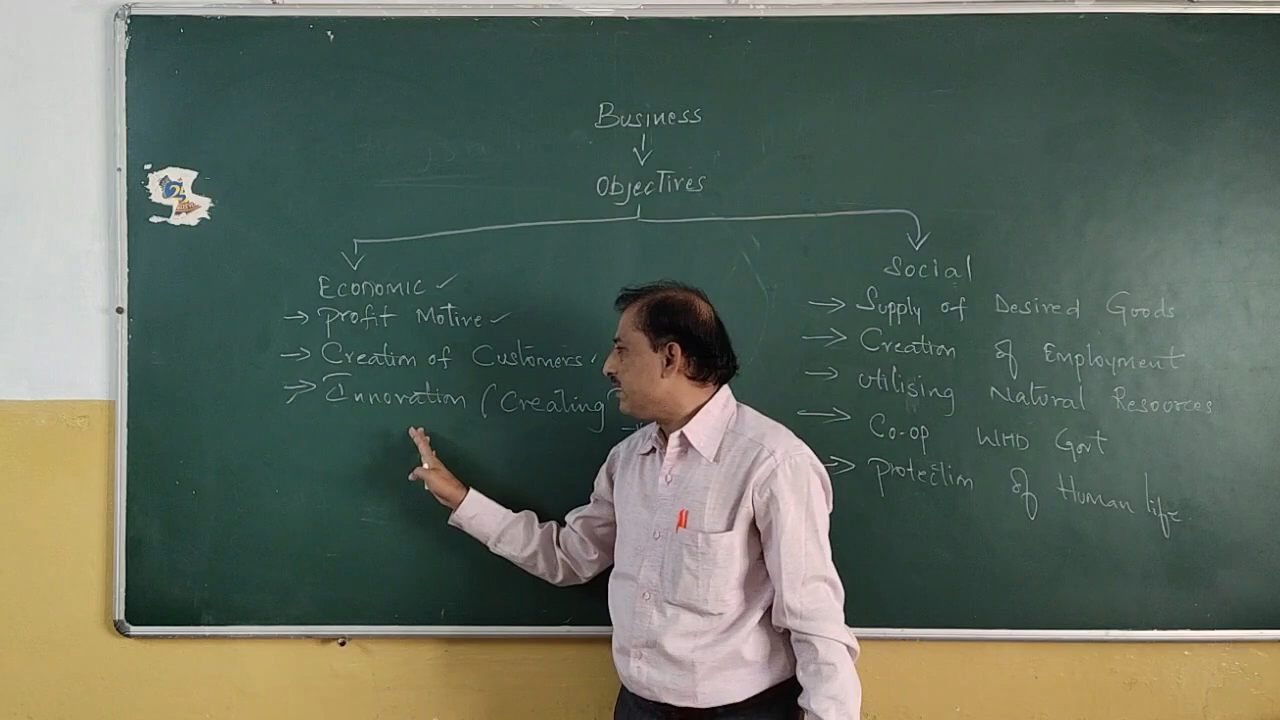 Business
Objectives
Economic ✓
→ Profit Motive ✓
→ Creation of Customers ✓
→ Innovation (Creating
Social
→ Supply of Desired Goods
→ Creation of Employment
→ Utilising Natural Resources
→ Co-op Govt
→ Protection of Human life